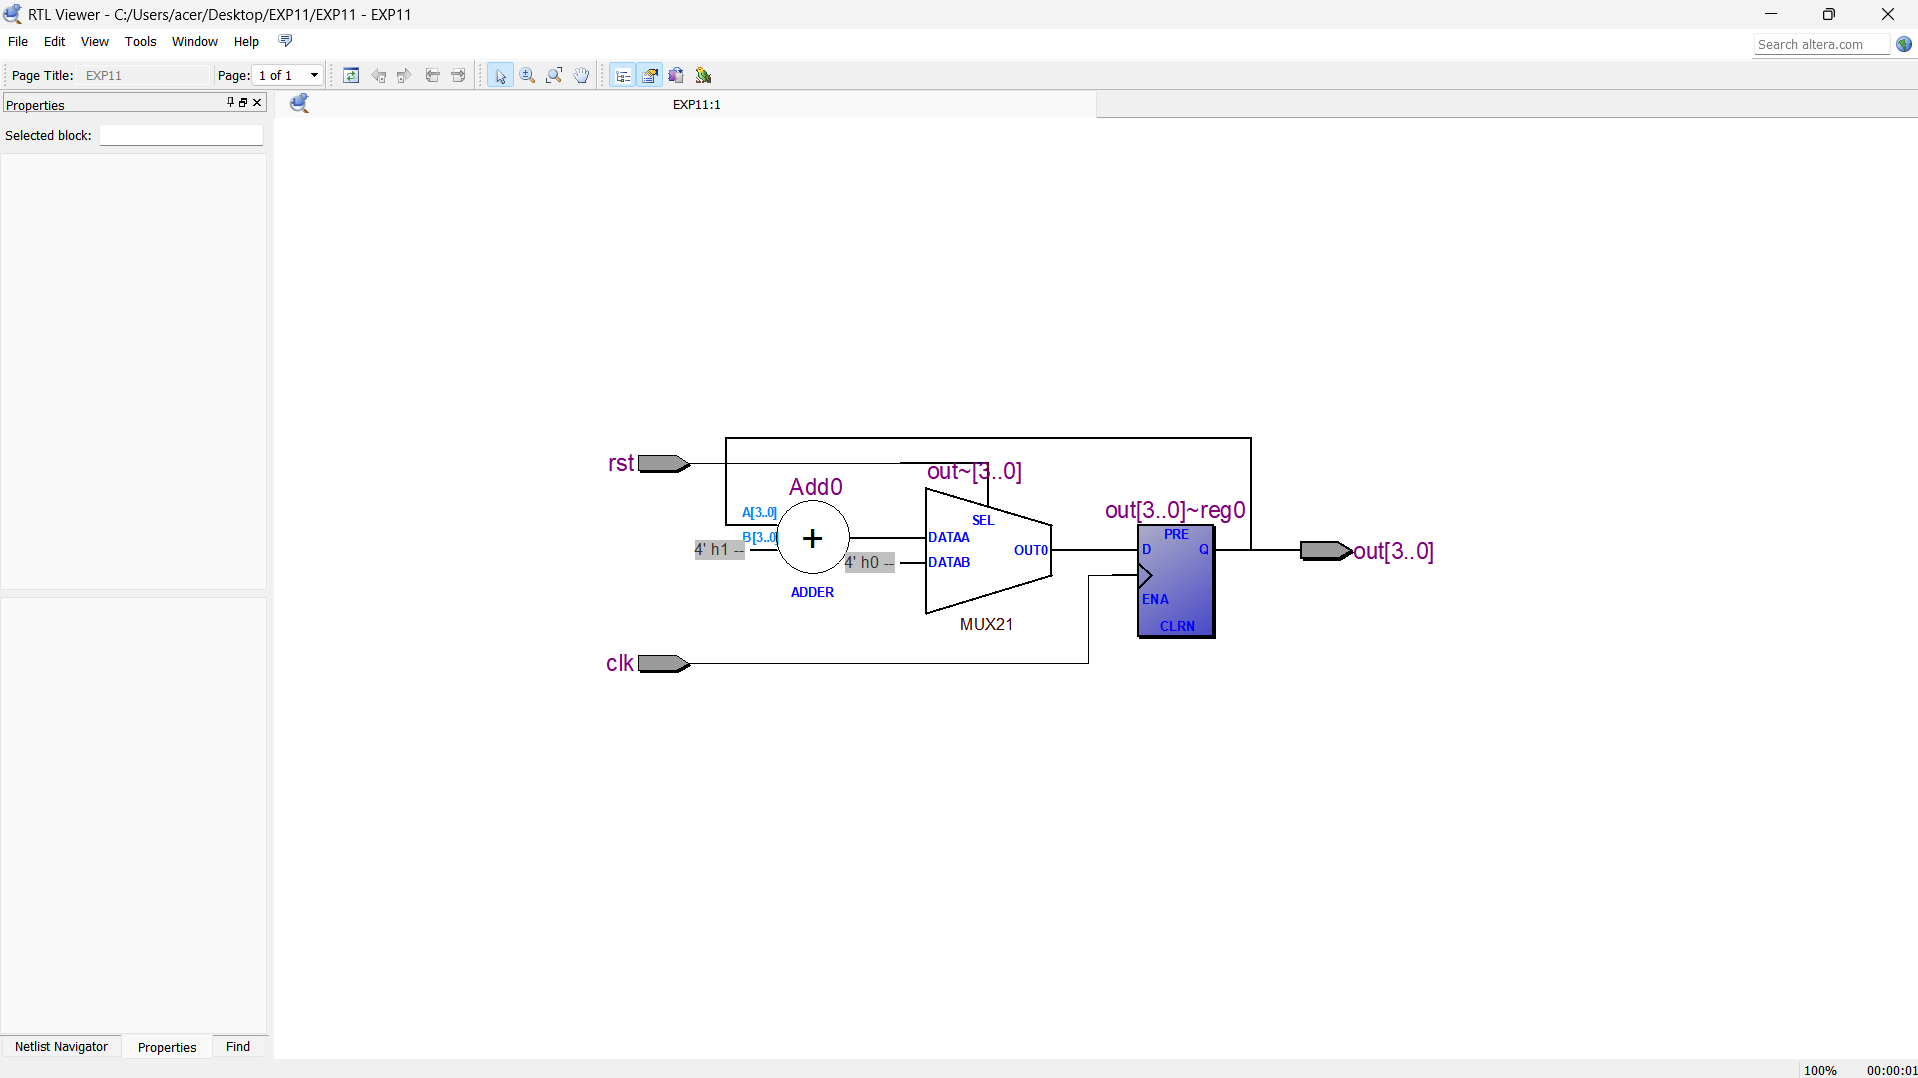 RTL Viewer - C:/Users/acer/Desktop/EXP11/EXP11 - EXP11
File Edit View Tools Window Help
Search altera.com
Page Title: EXP11 Page: 1 of 1
Properties
EXP11:1
Selected block:
rst
out~[3..0]
Add0
out[3..0]~reg0
A[3..0]
SEL
PRE
B[3..0]
4' h1 --
+
DATAA
OUT0
D
Q
out[3..0]
4' h0 --
DATAB
ADDER
ENA
MUX21
CLRN
clk
Netlist Navigator Properties Find
100% 00:00:01